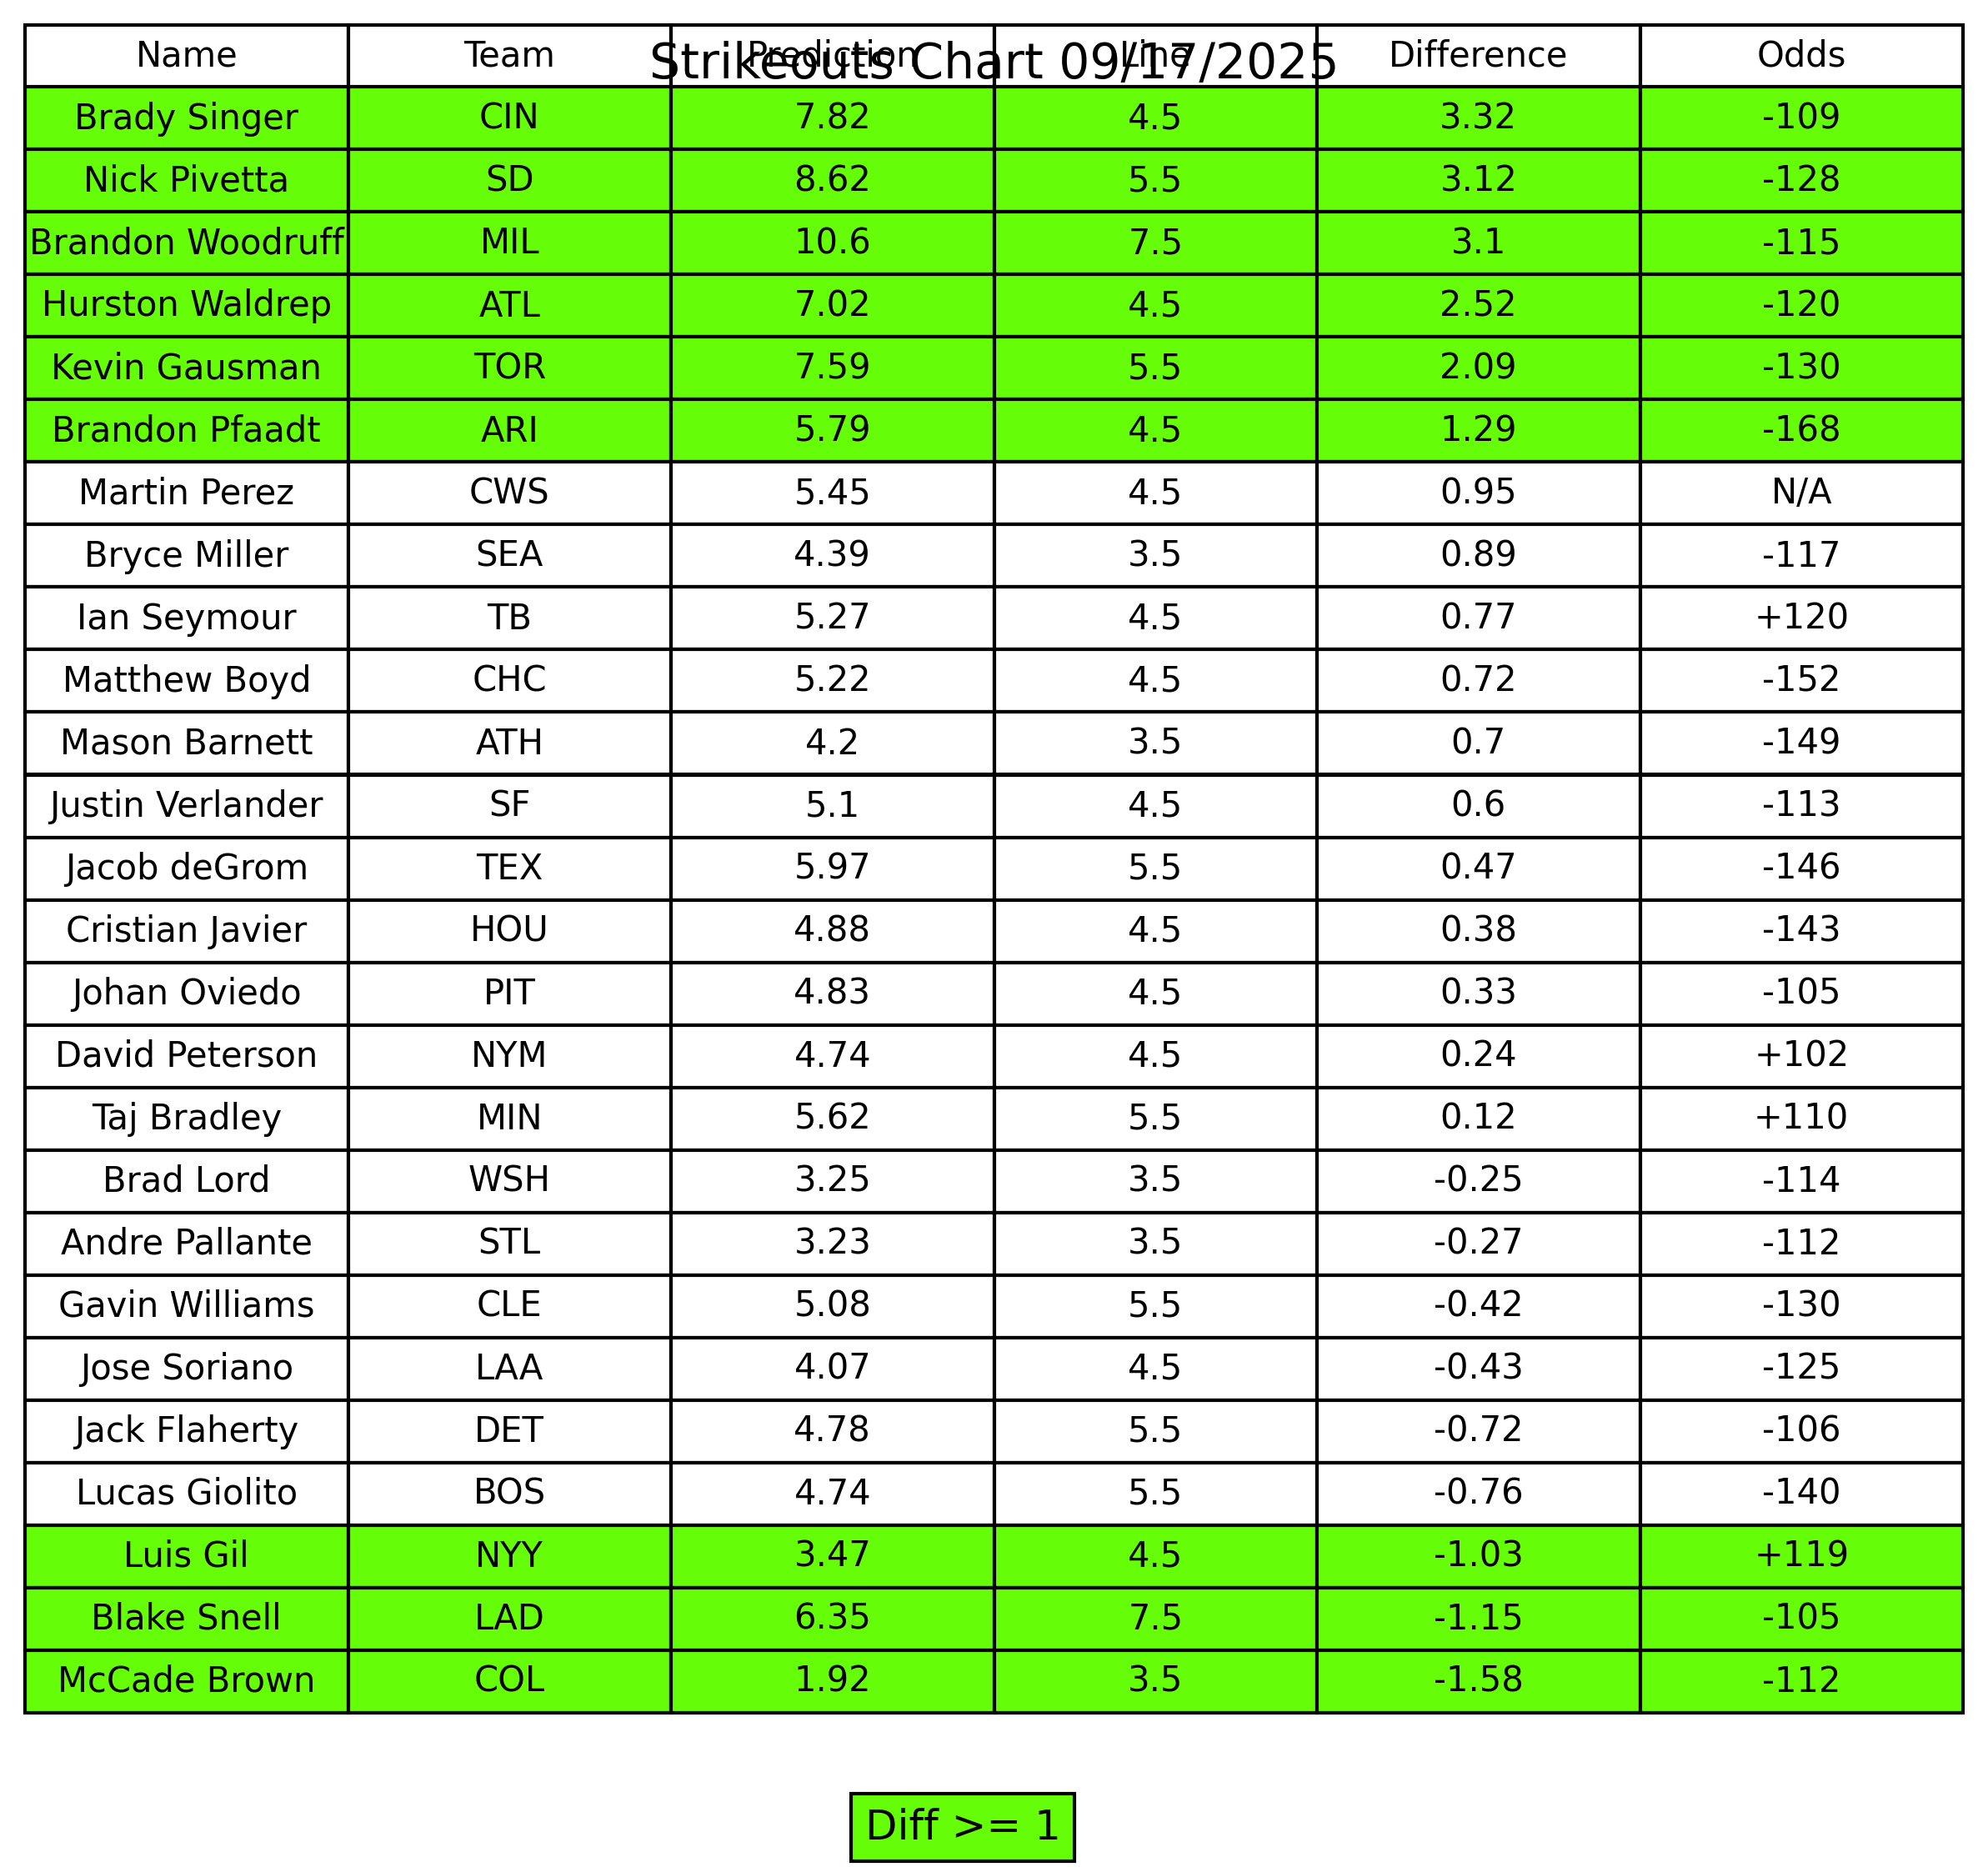 Strikeouts Chart 09/17/2025
Name Team Prediction Line Difference Odds
Brady Singer CIN 7.82 4.5 3.32 -109
Nick Pivetta SD 8.62 5.5 3.12 -128
Brandon Woodruff MIL 10.6 7.5 3.1 -115
Hurston Waldrep ATL 7.02 4.5 2.52 -120
Kevin Gausman TOR 7.59 5.5 2.09 -130
Brandon Pfaadt ARI 5.79 4.5 1.29 -168
Martin Perez CWS 5.45 4.5 0.95 N/A
Bryce Miller SEA 4.39 3.5 0.89 -117
Ian Seymour TB 5.27 4.5 0.77 +120
Matthew Boyd CHC 5.22 4.5 0.72 -152
Mason Barnett ATH 4.2 3.5 0.7 -149
Justin Verlander SF 5.1 4.5 0.6 -113
Jacob deGrom TEX 5.97 5.5 0.47 -146
Cristian Javier HOU 4.88 4.5 0.38 -143
Johan Oviedo PIT 4.83 4.5 0.33 -105
David Peterson NYM 4.74 4.5 0.24 +102
Taj Bradley MIN 5.62 5.5 0.12 +110
Brad Lord WSH 3.25 3.5 -0.25 -114
Andre Pallante STL 3.23 3.5 -0.27 -112
Gavin Williams CLE 5.08 5.5 -0.42 -130
Jose Soriano LAA 4.07 4.5 -0.43 -125
Jack Flaherty DET 4.78 5.5 -0.72 -106
Lucas Giolito BOS 4.74 5.5 -0.76 -140
Luis Gil NYY 3.47 4.5 -1.03 +119
Blake Snell LAD 6.35 7.5 -1.15 -105
McCade Brown COL 1.92 3.5 -1.58 -112
Diff >= 1